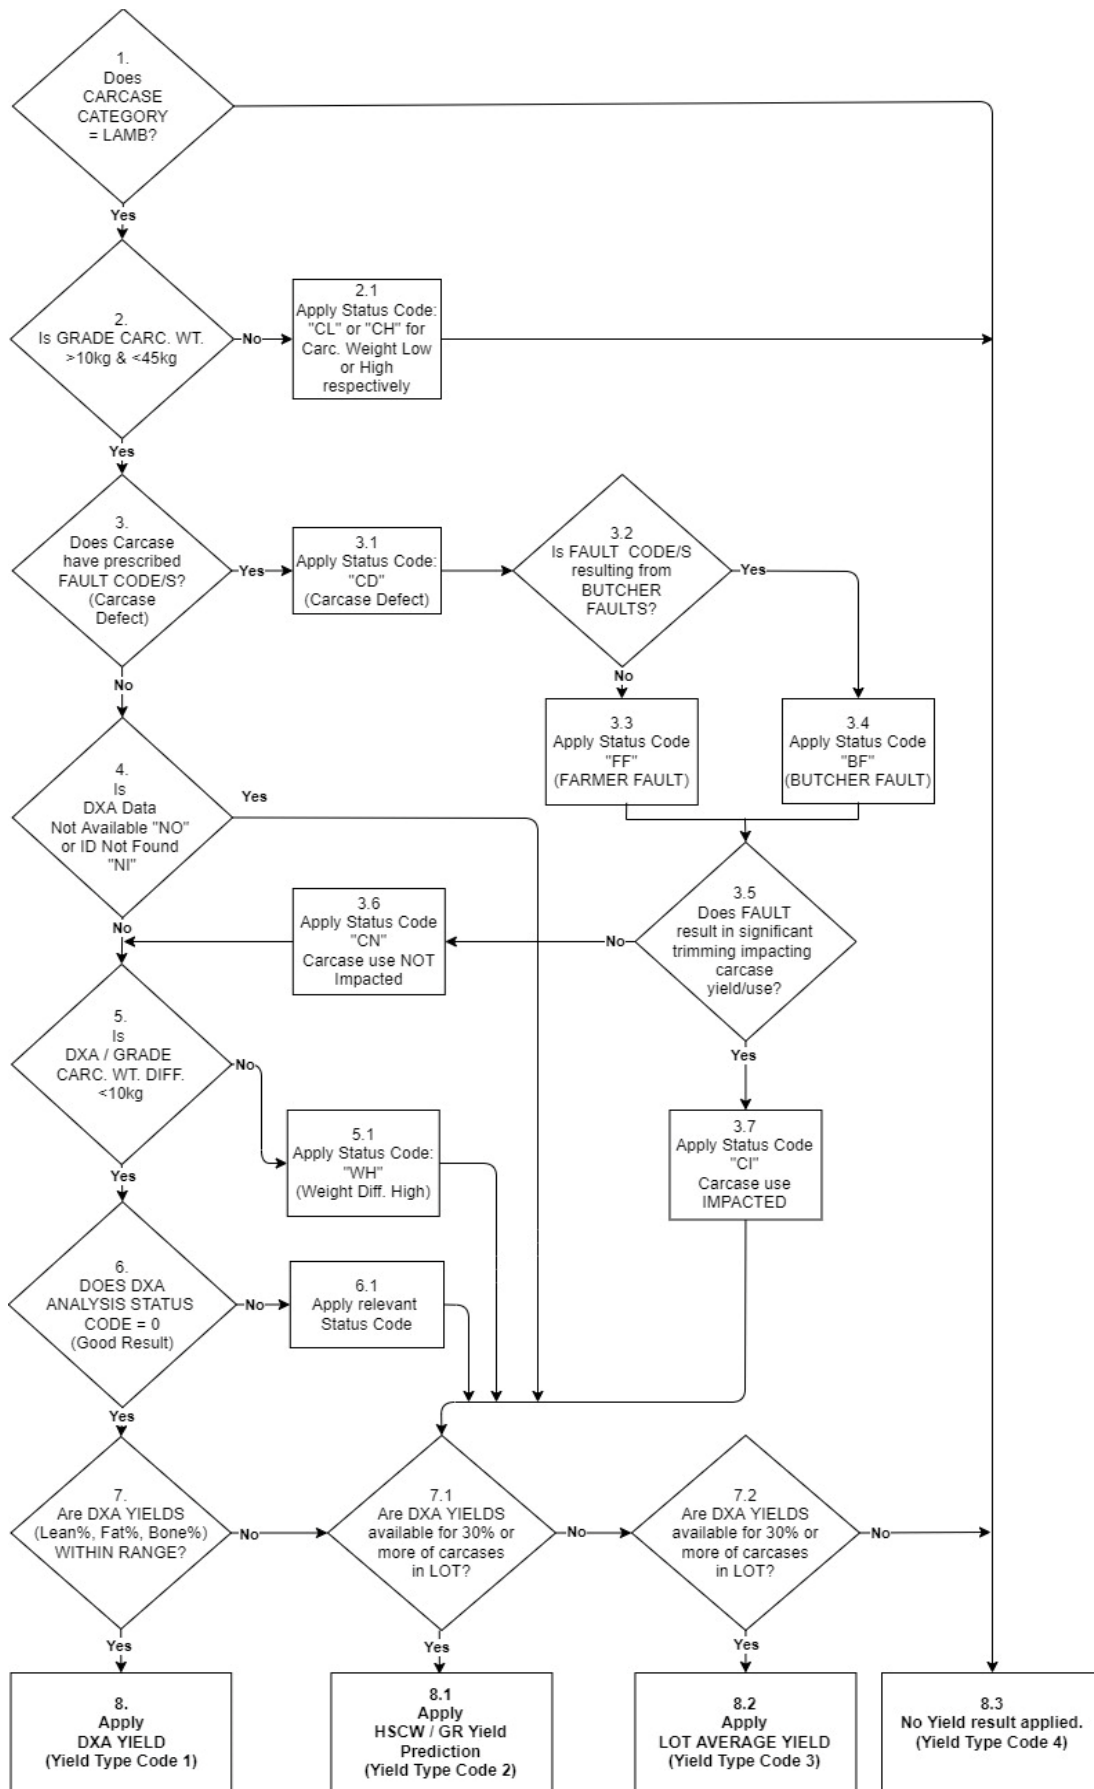 1.
Does
CARCASE
CATEGORY
= LAMB?
Yes
2.
Is GRADE CARC. WT.
>10kg & <45kg
No
2.1
Apply Status Code:
"CL" or "CH" for
Carc. Weight Low
or High
respectively
Yes
3.
Does Carcase
have prescribed
FAULT CODE/S?
(Carcase
Defect)
Yes
3.1
Apply Status Code:
"CD"
(Carcase Defect)
3.2
Is FAULT CODE/S
resulting from
BUTCHER
FAULTS?
Yes
No
No
3.3
Apply Status Code
"FF"
(FARMER FAULT)
3.4
Apply Status Code
"BF"
(BUTCHER FAULT)
4.
Is
DXA Data
Not Available "NO"
or ID Not Found
"NI"
Yes
No
3.5
Does FAULT
result in significant
trimming impacting
carcase
yield/use?
No
3.6
Apply Status Code
"CN"
Carcase use NOT
Impacted
Yes
5.
Is
DXA / GRADE
CARC. WT. DIFF.
<10kg
No
5.1
Apply Status Code:
"WH"
(Weight Diff. High)
3.7
Apply Status Code
"CI"
Carcase use
IMPACTED
Yes
6.
DOES DXA
ANALYSIS STATUS
CODE = 0
(Good Result)
No
6.1
Apply relevant
Status Code
Yes
7.
Are DXA YIELDS
(Lean%, Fat%, Bone%)
WITHIN RANGE?
No
7.1
Are DXA YIELDS
available for 30% or
more of carcases
in LOT?
No
7.2
Are DXA YIELDS
available for 30% or
more of carcases
in LOT?
No
Yes
Yes
Yes
8.
Apply
DXA YIELD
(Yield Type Code 1)
8.1
Apply
HSCW / GR Yield
Prediction
(Yield Type Code 2)
8.2
Apply
LOT AVERAGE YIELD
(Yield Type Code 3)
8.3
No Yield result applied.
(Yield Type Code 4)